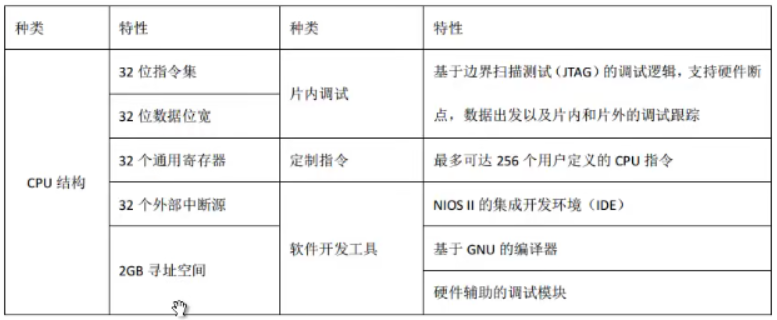 种类 特性 种类 特性
CPU 结构
32 位指令集
32 位数据位宽
32 个通用寄存器
32 个外部中断源
2GB 寻址空间
片内调试
基于边界扫描测试（JTAG）的调试逻辑，支持硬件断
点，数据出发以及片内和片外的调试跟踪
定制指令
最多可达 256 个用户定义的 CPU 指令
软件开发工具
NIOS II 的集成开发环境（IDE）
基于 GNU 的编译器
硬件辅助的调试模块